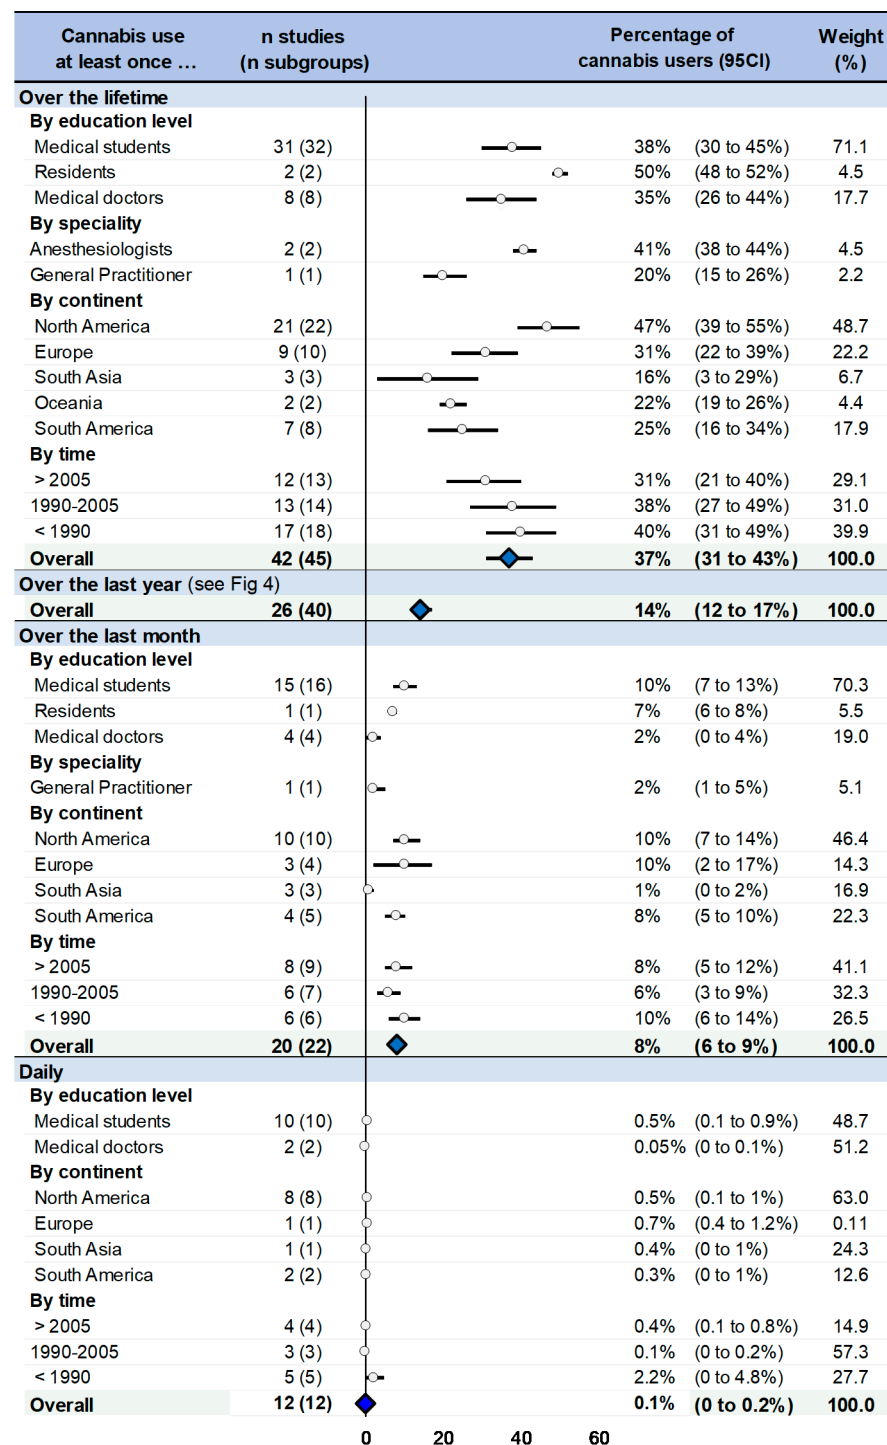 Cannabis use at least once … n studies (n subgroups) Percentage of cannabis users (95CI) Weight (%)
Over the lifetime
By education level
Medical students 31 (32) 38% (30 to 45%) 71.1
Residents 2 (2) 50% (48 to 52%) 4.5
Medical doctors 8 (8) 35% (26 to 44%) 17.7
By speciality
Anesthesiologists 2 (2) 41% (38 to 44%) 4.5
General Practitioner 1 (1) 20% (15 to 26%) 2.2
By continent
North America 21 (22) 47% (39 to 55%) 48.7
Europe 9 (10) 31% (22 to 39%) 22.2
South Asia 3 (3) 16% (3 to 29%) 6.7
Oceania 2 (2) 22% (19 to 26%) 4.4
South America 7 (8) 25% (16 to 34%) 17.9
By time
> 2005 12 (13) 31% (21 to 40%) 29.1
1990-2005 13 (14) 38% (27 to 49%) 31.0
< 1990 17 (18) 40% (31 to 49%) 39.9
Overall 42 (45) 37% (31 to 43%) 100.0
Over the last year (see Fig 4)
Overall 26 (40) 14% (12 to 17%) 100.0
Over the last month
By education level
Medical students 15 (16) 10% (7 to 13%) 70.3
Residents 1 (1) 7% (6 to 8%) 5.5
Medical doctors 4 (4) 2% (0 to 4%) 19.0
By speciality
General Practitioner 1 (1) 2% (1 to 5%) 5.1
By continent
North America 10 (10) 10% (7 to 14%) 46.4
Europe 3 (4) 10% (2 to 17%) 14.3
South Asia 3 (3) 1% (0 to 2%) 16.9
South America 4 (5) 8% (5 to 10%) 22.3
By time
> 2005 8 (9) 8% (5 to 12%) 41.1
1990-2005 6 (7) 6% (3 to 9%) 32.3
< 1990 6 (6) 10% (6 to 14%) 26.5
Overall 20 (22) 8% (6 to 9%) 100.0
Daily
By education level
Medical students 10 (10) 0.5% (0.1 to 0.9%) 48.7
Medical doctors 2 (2) 0.05% (0 to 0.1%) 51.2
By continent
North America 8 (8) 0.5% (0.1 to 1%) 63.0
Europe 1 (1) 0.7% (0.4 to 1.2%) 0.11
South Asia 1 (1) 0.4% (0 to 1%) 24.3
South America 2 (2) 0.3% (0 to 1%) 12.6
By time
> 2005 4 (4) 0.4% (0.1 to 0.8%) 14.9
1990-2005 3 (3) 0.1% (0 to 0.2%) 57.3
< 1990 5 (5) 2.2% (0 to 4.8%) 27.7
Overall 12 (12) 0.1% (0 to 0.2%) 100.0
0 20 40 60